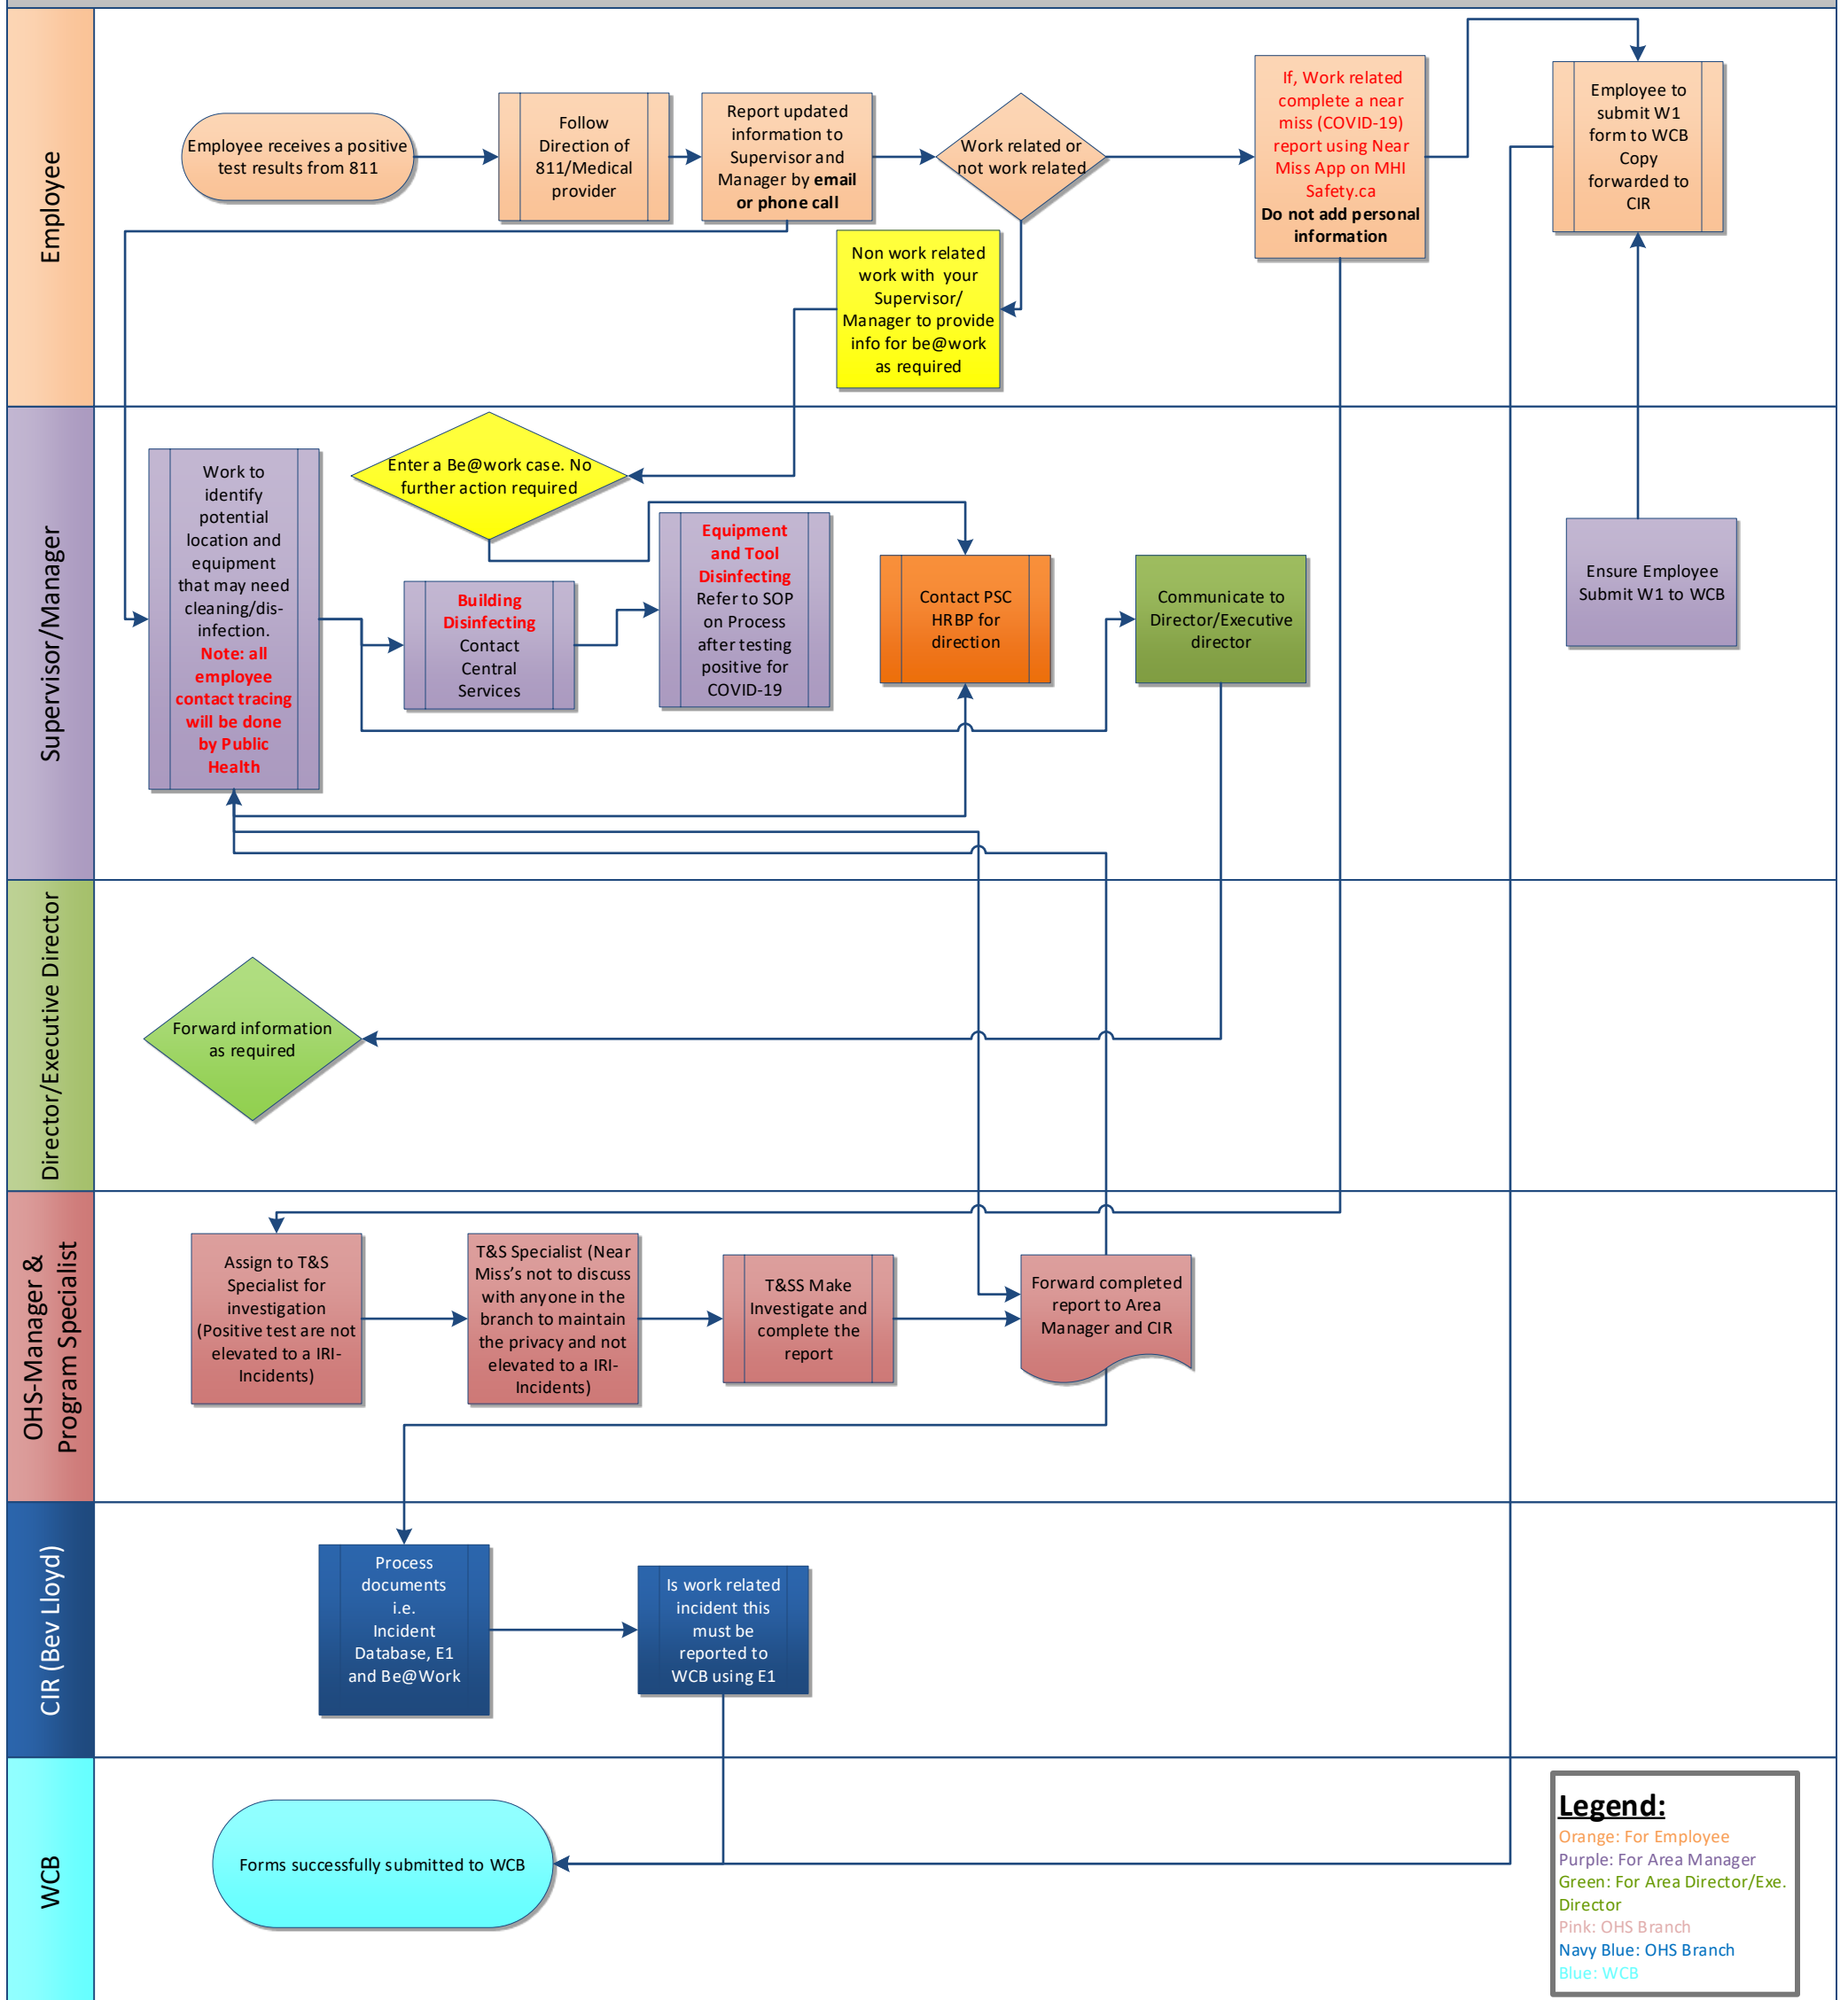 Employee
Employee receives a positive
test results from 811
Follow
Direction of
811/Medical
provider
Report updated
information to
Supervisor and
Manager by email
or phone call
Work related or
not work related
If, Work related
complete a near
miss (COVID-19)
report using Near
Miss App on MHI
Safety.ca
Do not add personal
information
Employee to
submit W1
form to WCB
Copy
forwarded to
CIR
Non work related
work with your
Supervisor/
Manager to provide
info for be@work
as required
Supervisor/Manager
Work to
identify
potential
location and
equipment
that may need
cleaning/dis-
infection.
Note: all
employee
contact tracing
will be done
by Public
Health
Enter a Be@work case. No
further action required
Building
Disinfecting
Contact
Central
Services
Equipment
and Tool
Disinfecting
Refer to SOP
on Process
after testing
positive for
COVID-19
Contact PSC
HRBP for
direction
Communicate to
Director/Executive
director
Ensure Employee
Submit W1 to WCB
Director/Executive Director
Forward information
as required
OHS-Manager &
Program Specialist
Assign to T&S
Specialist for
investigation
(Positive test are not
elevated to a IRI-
Incidents)
T&S Specialist (Near
Miss's not to discuss
with anyone in the
branch to maintain
the privacy and not
elevated to a IRI-
Incidents)
T&SS Make
Investigate and
complete the
report
Forward completed
report to Area
Manager and CIR
CIR (Bev Lloyd)
Process
documents
i.e.
Incident
Database, E1
and Be@Work
Is work related
incident this
must be
reported to
WCB using E1
WCB
Forms successfully submitted to WCB
Legend:
Orange: For Employee
Purple: For Area Manager
Green: For Area Director/Exe.
Director
Pink: OHS Branch
Navy Blue: OHS Branch
Blue: WCB